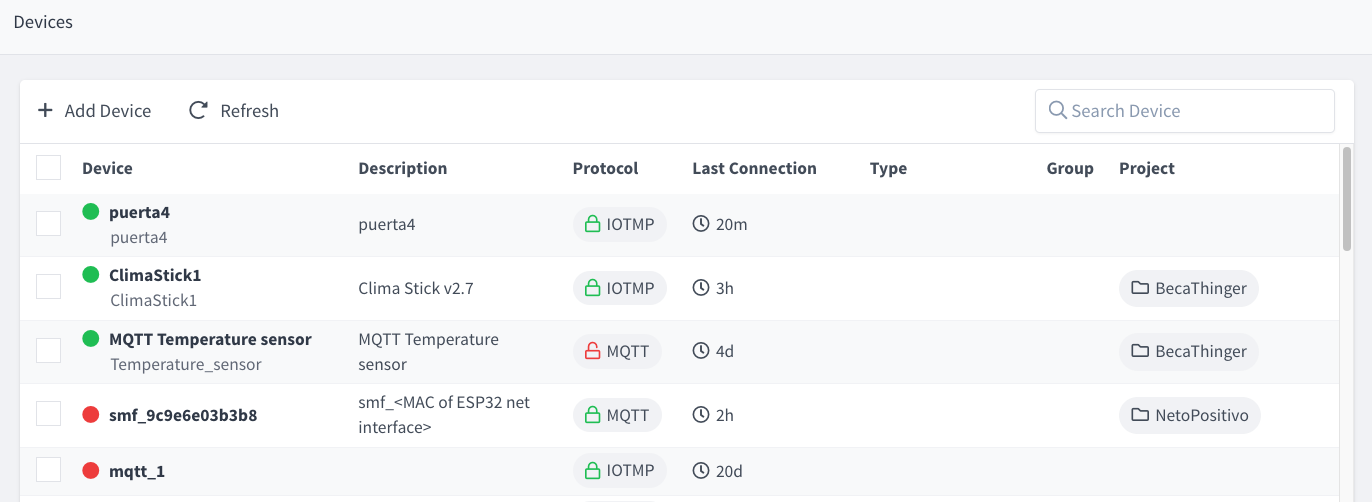 Devices
Add Device Refresh Search Device
Device Description Protocol Last Connection Type Group Project
puerta4
puerta4
puerta4 IOTMP 20m
ClimaStick1
ClimaStick1
Clima Stick v2.7 IOTMP 3h BecaThinger
MQTT Temperature sensor
Temperature_sensor
MQTT Temperature
sensor
MQTT 4d BecaThinger
smf_9c9e6e03b3b8
smf_<MAC of ESP32 net
interface>
MQTT 2h NetoPositivo
mqtt_1 IOTMP 20d